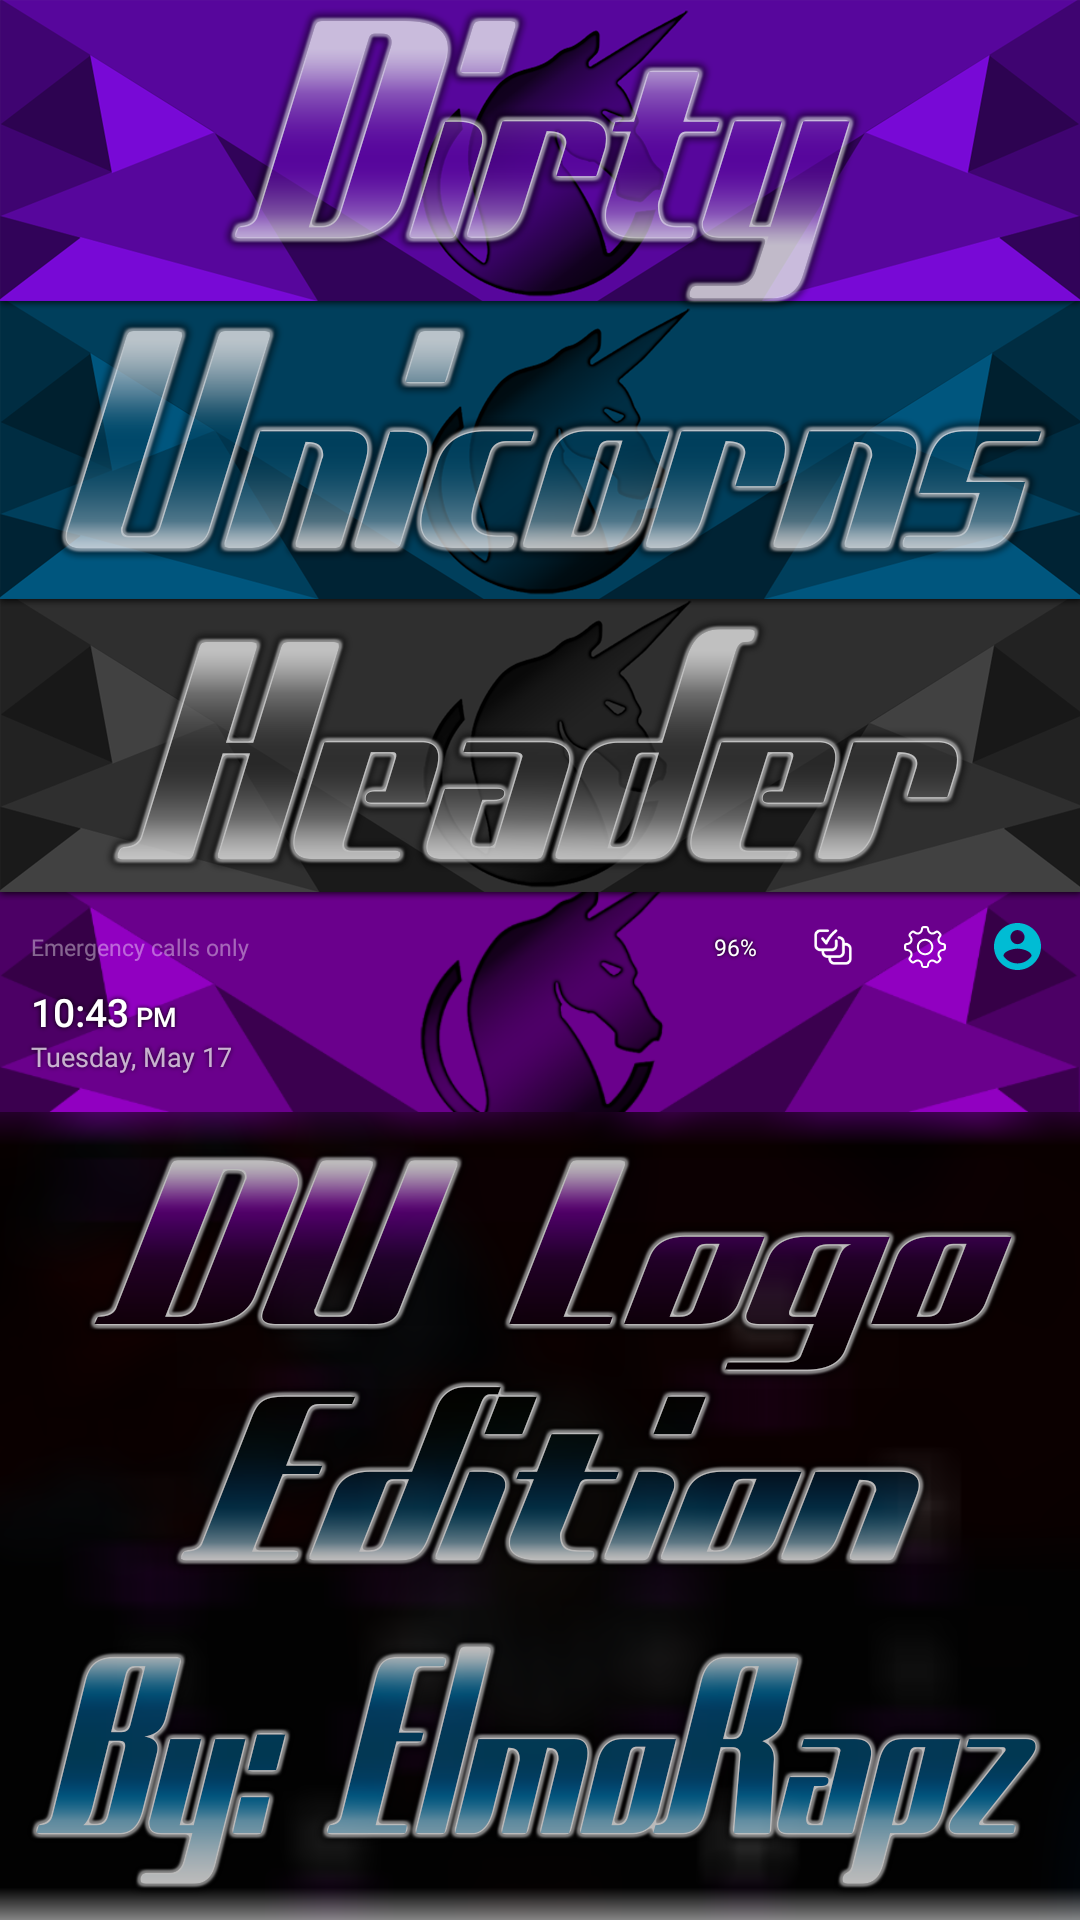 Dirty
Unicorns
Header
Emergency calls only 96%
10:43 PM
Tuesday, May 17
DU Logo
Edition
By: ElmoRapz